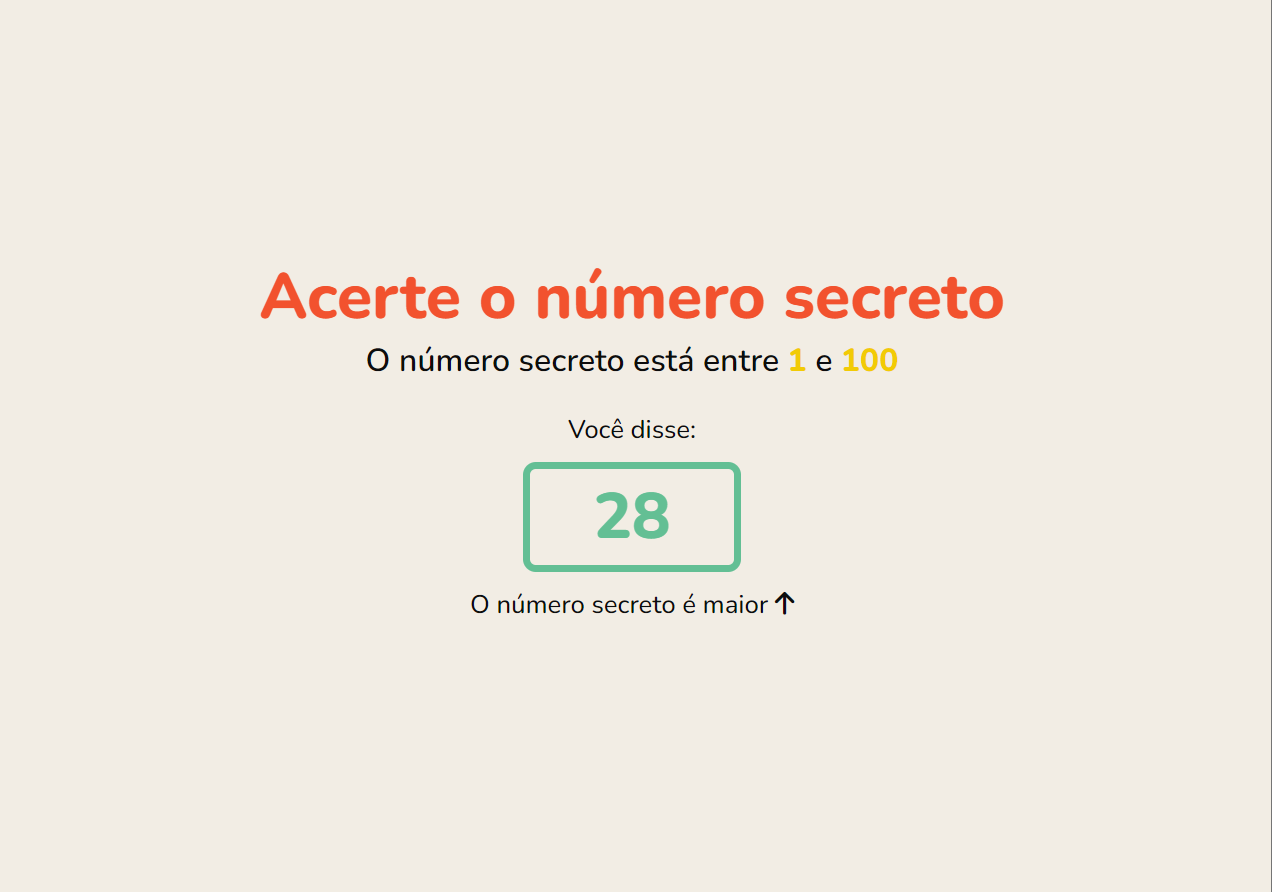 Acerte o número secreto
O número secreto está entre 1 e 100
Você disse:
28
O número secreto é maior ↑